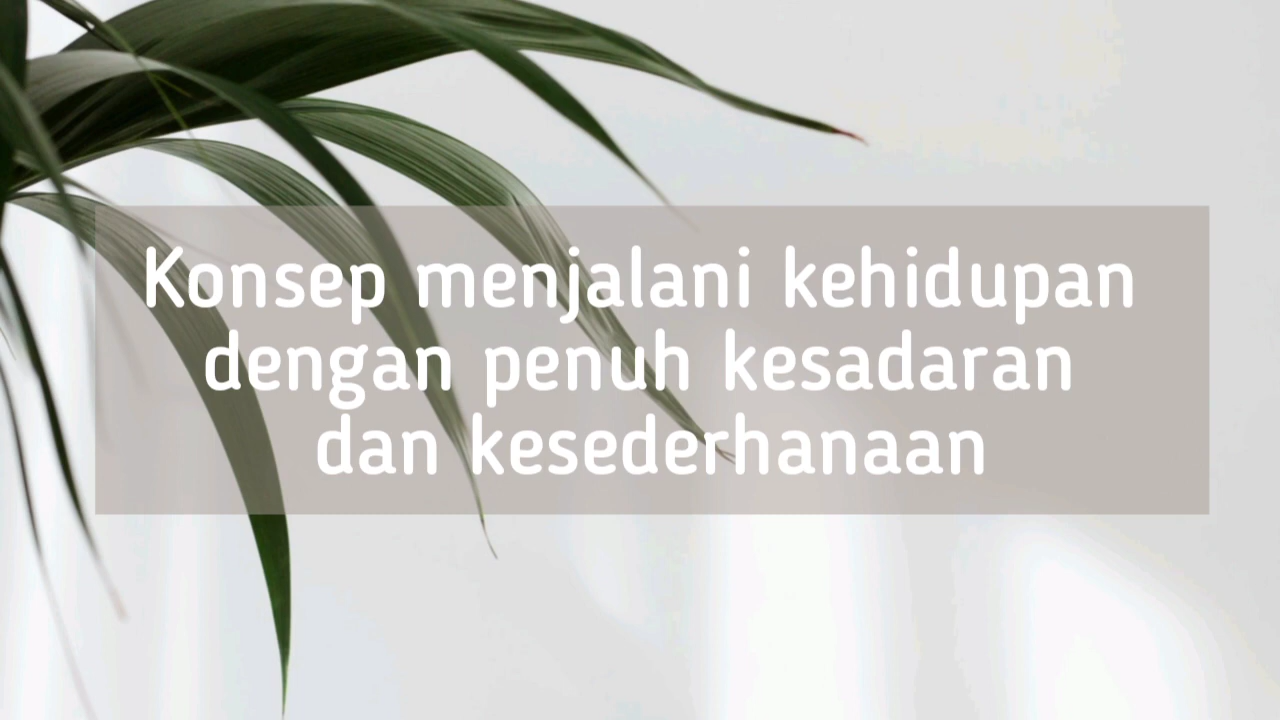 Konsep menjalani kehidupan
dengan penuh kesadaran
dan kesederhanaan